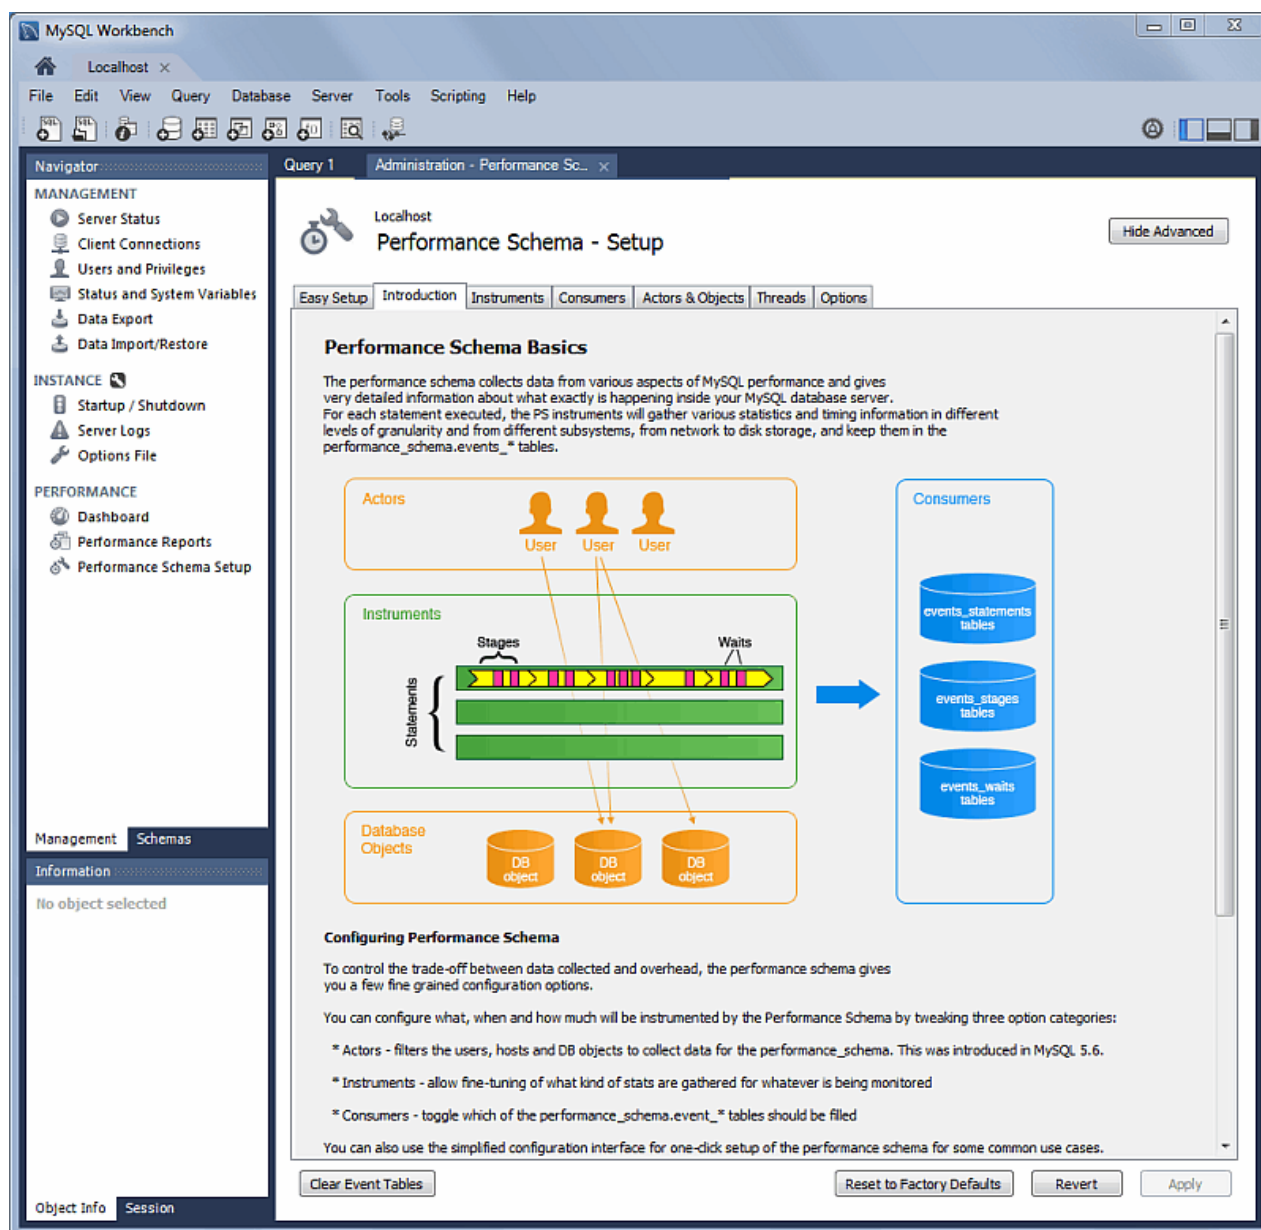 MySQL Workbench
Localhost
File Edit View Query Database Server Tools Scripting Help
Navigator
MANAGEMENT
Server Status
Client Connections
Users and Privileges
Status and System Variables
Data Export
Data Import/Restore
INSTANCE
Startup / Shutdown
Server Logs
Options File
PERFORMANCE
Dashboard
Performance Reports
Performance Schema Setup
Management Schemas
Information
No object selected
Object Info Session
Query 1 Administration - Performance Sc...
Localhost
Performance Schema - Setup
Hide Advanced
Easy Setup Introduction Instruments Consumers Actors & Objects Threads Options
Performance Schema Basics
The performance schema collects data from various aspects of MySQL performance and gives
very detailed information about what exactly is happening inside your MySQL database server.
For each statement executed, the PS instruments will gather various statistics and timing information in different
levels of granularity and from different subsystems, from network to disk storage, and keep them in the
performance_schema.events_* tables.
Actors
User User User
Instruments
Stages Waits
Statements
Database
Objects
DB
object
DB
object
DB
object
Consumers
events_statements
tables
events_stages
tables
events_waits
tables
Configuring Performance Schema
To control the trade-off between data collected and overhead, the performance schema gives
you a few fine grained configuration options.
You can configure what, when and how much will be instrumented by the Performance Schema by tweaking three option categories:
* Actors - filters the users, hosts and DB objects to collect data for the performance_schema. This was introduced in MySQL 5.6.
* Instruments - allow fine-tuning of what kind of stats are gathered for whatever is being monitored
* Consumers - toggle which of the performance_schema.event_* tables should be filled
You can also use the simplified configuration interface for one-click setup of the performance schema for some common use cases.
Clear Event Tables Reset to Factory Defaults Revert Apply